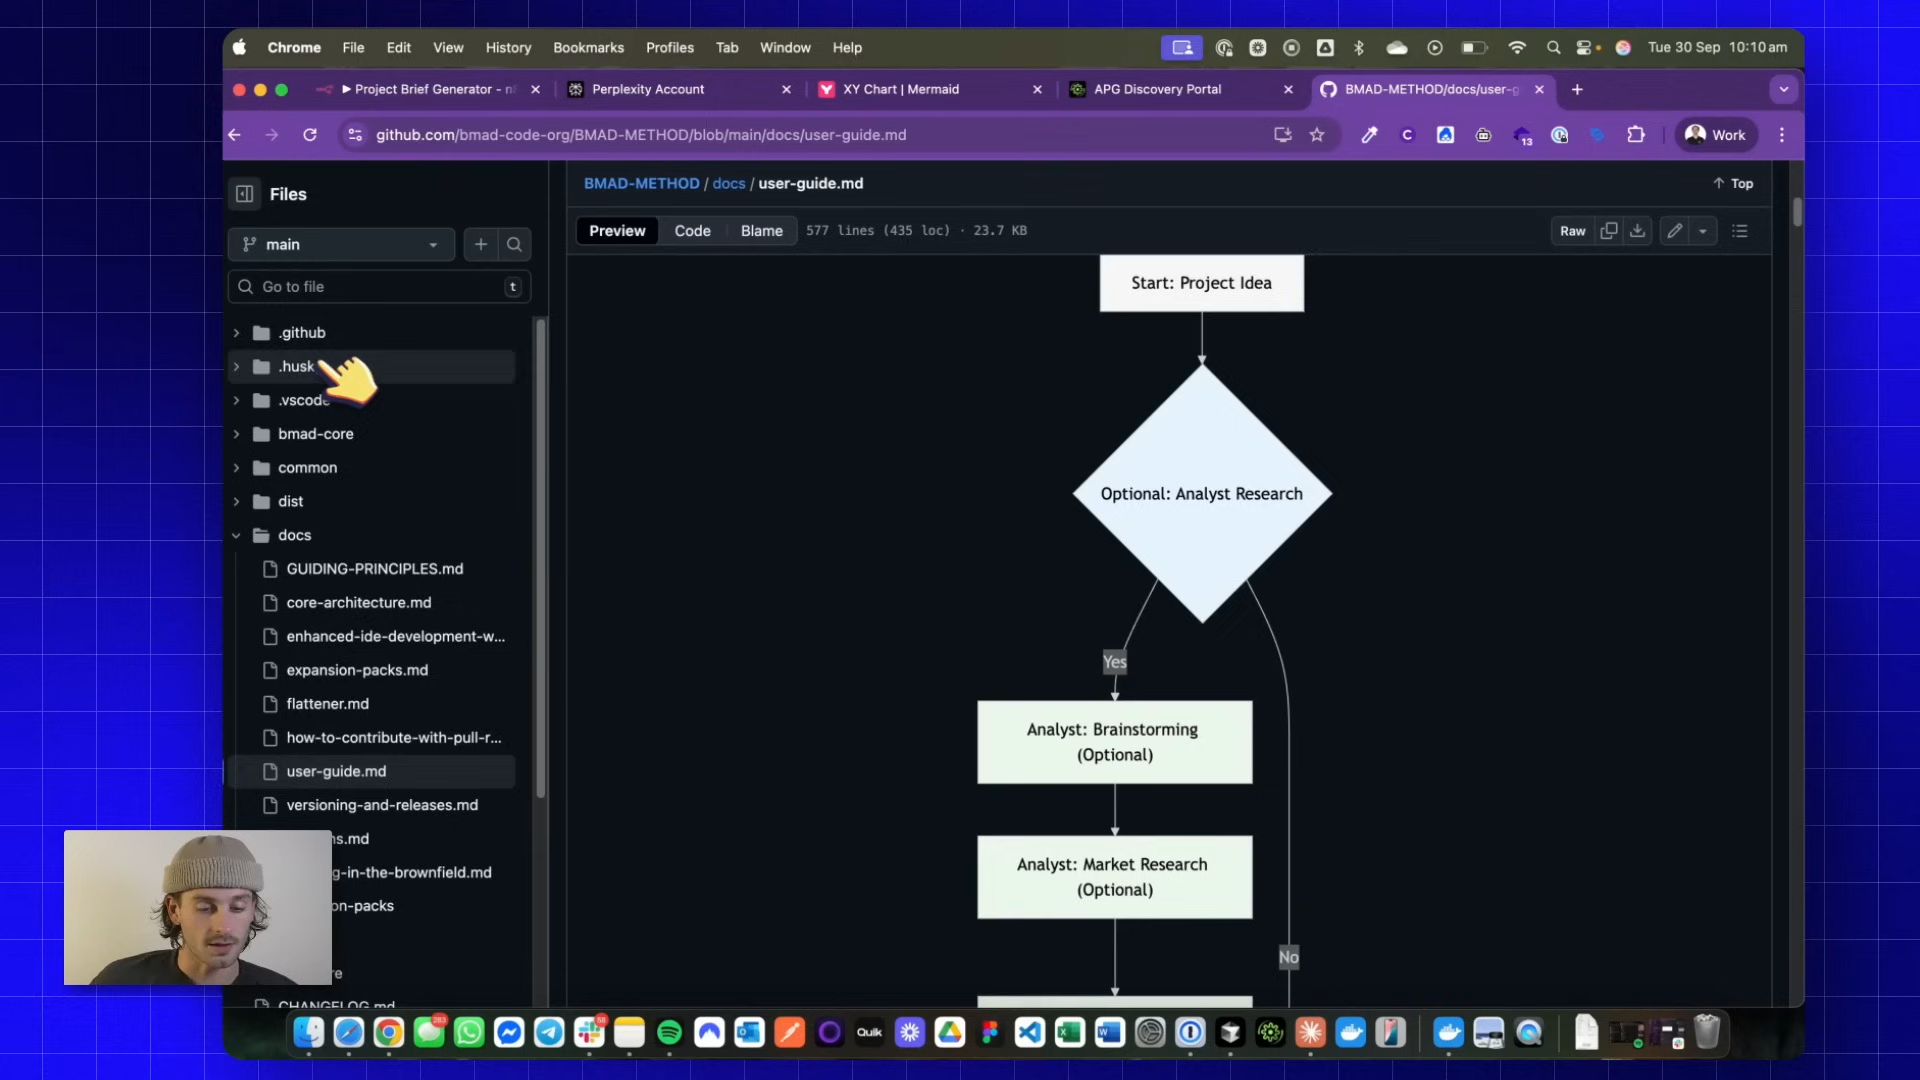 Chrome File Edit View History Bookmarks Profiles Tab Window Help
Tue 30 Sep 10:10 am
Project Brief Generator -
Perplexity Account
XY Chart | Mermaid
APG Discovery Portal
BMAD-METHOD/docs/user-g
github.com/bmad-code-org/BMAD-METHOD/blob/main/docs/user-guide.md
13
Work
Files
main
Go to file
t
.github
.husk
.vscode
bmad-core
common
dist
docs
GUIDING-PRINCIPLES.md
core-architecture.md
enhanced-ide-development-w...
expansion-packs.md
flattener.md
how-to-contribute-with-pull-r...
user-guide.md
versioning-and-releases.md
ns.md
g-in-the-brownfield.md
on-packs
re
CHANGELOG.md
BMAD-METHOD / docs / user-guide.md
Top
Preview Code Blame 577 lines (435 loc) · 23.7 KB
Raw
Start: Project Idea
Optional: Analyst Research
Yes
Analyst: Brainstorming
(Optional)
Analyst: Market Research
(Optional)
No
Quik